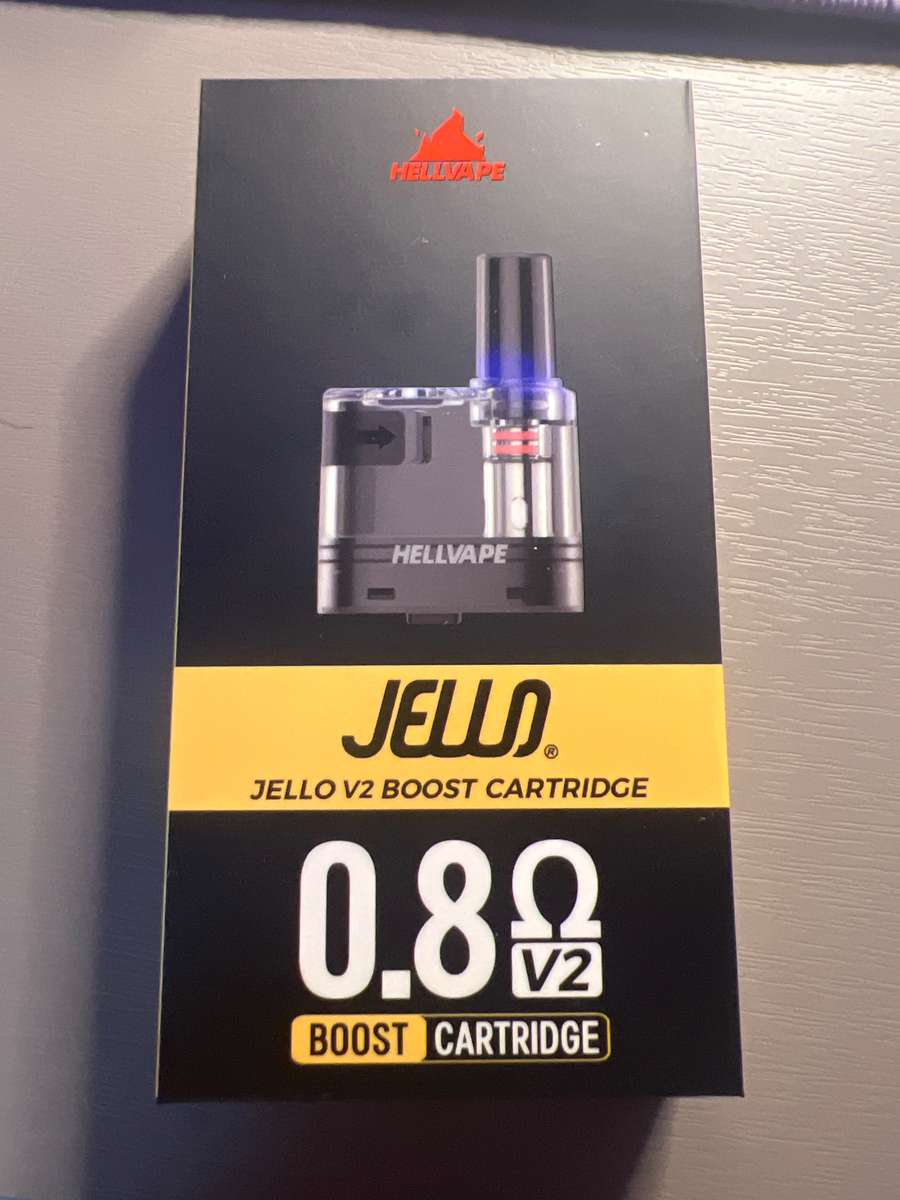 HELLVAPE
HELLVAPE
JELLO®
JELLO V2 BOOST CARTRIDGE
0.8Ω
V2
BOOST CARTRIDGE